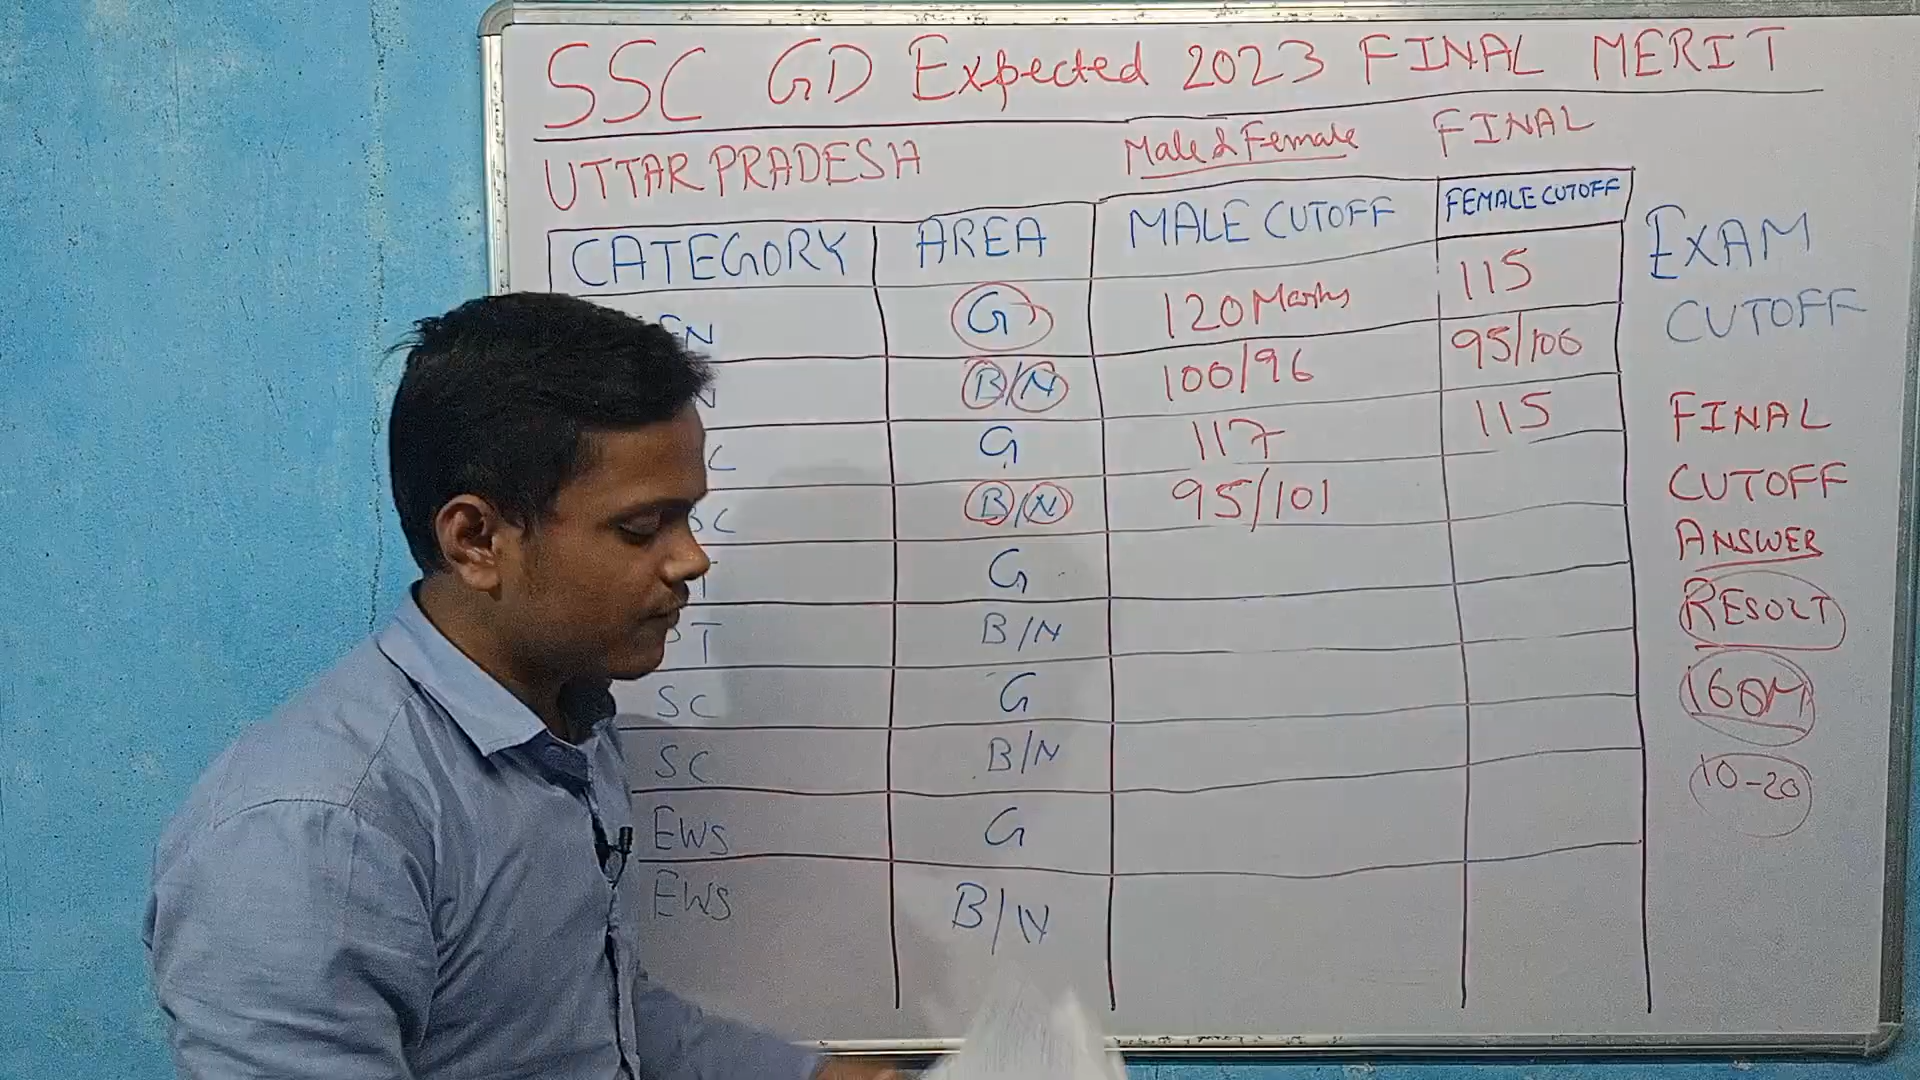 SSC GD Expected 2023 FINAL MERIT
UTTAR PRADESH Male & Female FINAL
CATEGORY AREA MALE CUTOFF FEMALE CUTOFF
G 120 Marks 115
B/N 100/96 95/106
G 117 115
B/N 95/101
G
B/N
SC G
SC B/N
EWS G
EWS B/N
EXAM
CUTOFF
FINAL
CUTOFF
ANSWER
RESULT
160M
10-20